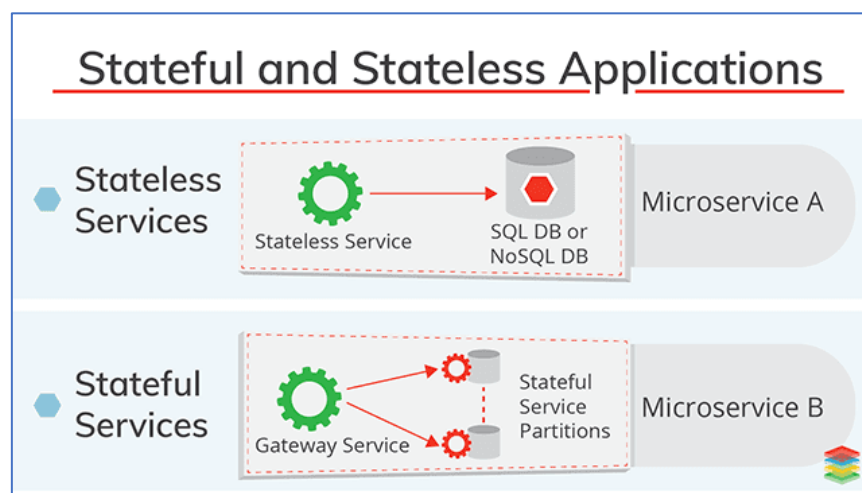 Stateful and Stateless Applications
Stateless
Services
Stateless Service
SQL DB or
NoSQL DB
Microservice A
Stateful
Services
Gateway Service
Stateful
Service
Partitions
Microservice B